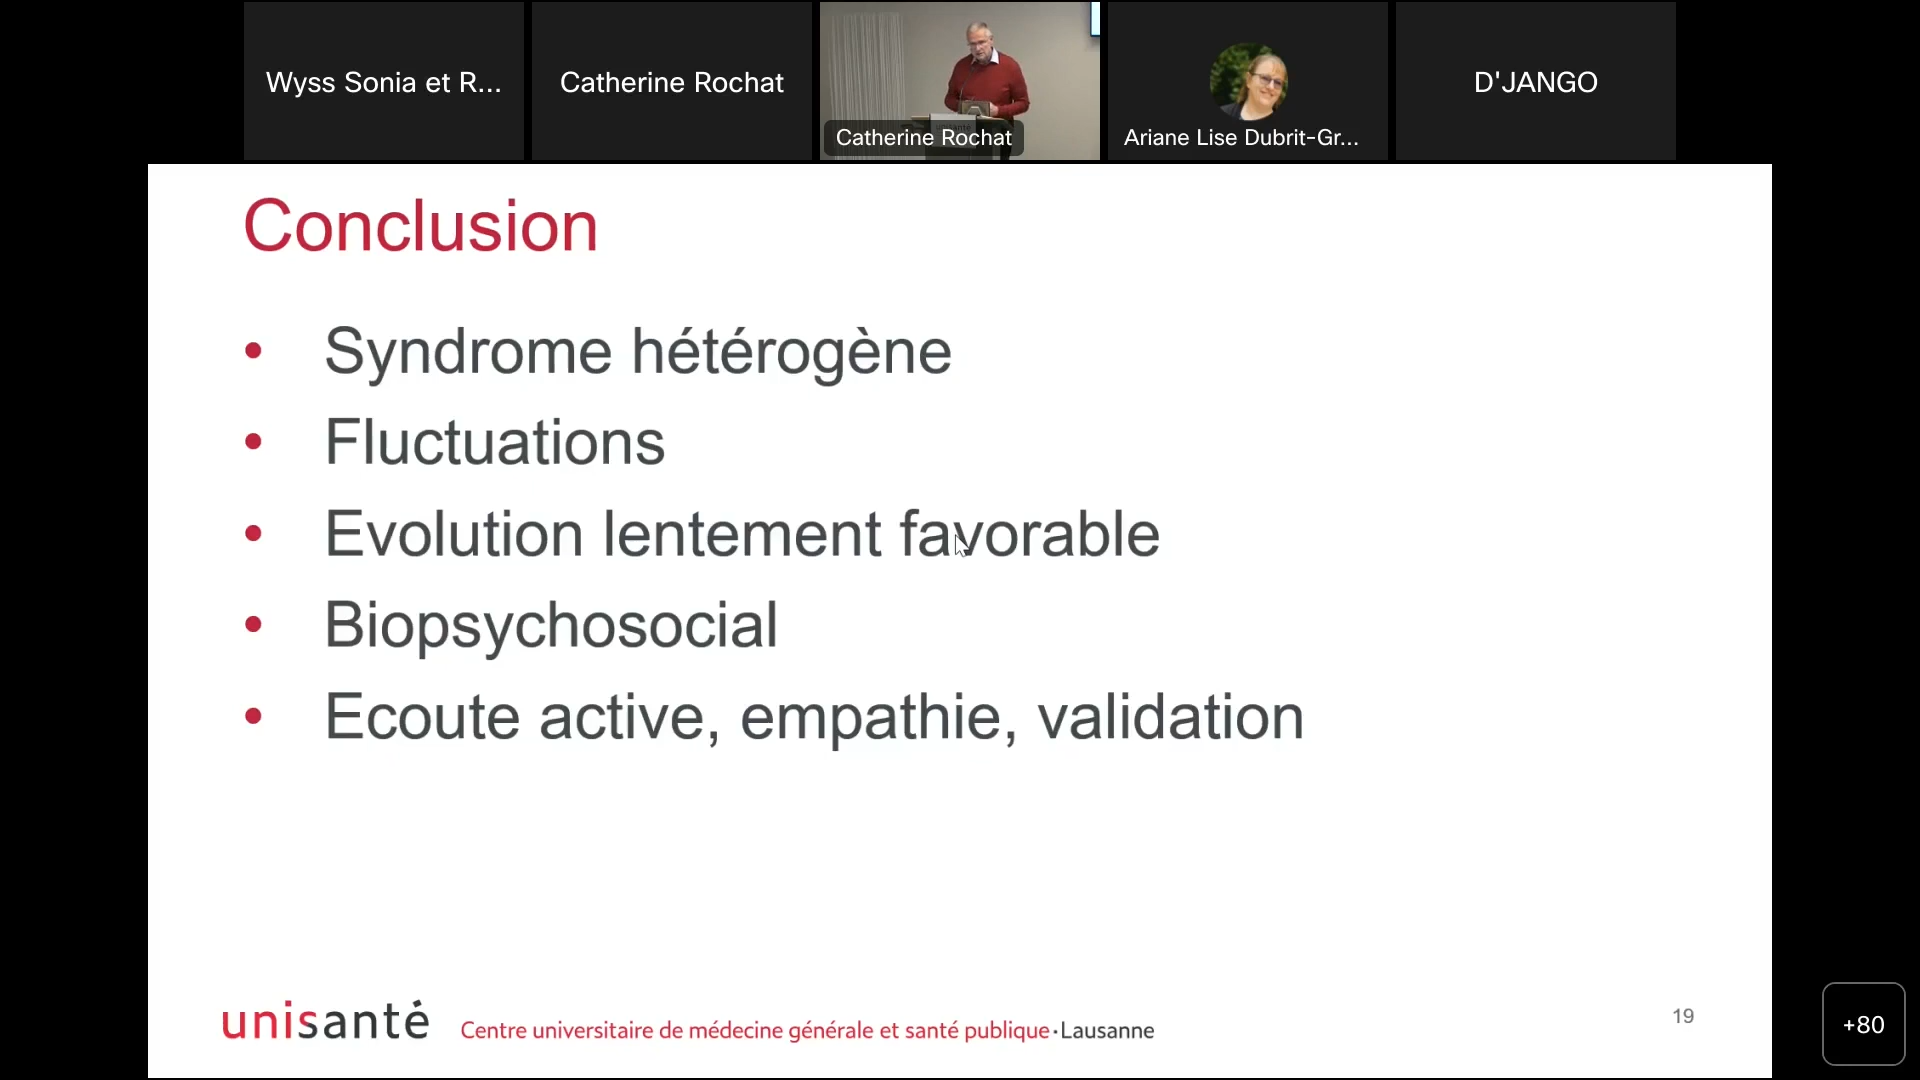 Wyss Sonia et R...
Catherine Rochat
Catherine Rochat
Ariane Lise Dubrit-Gr...
D'JANGO
Conclusion
• Syndrome hétérogène
• Fluctuations
• Evolution lentement favorable
• Biopsychosocial
• Ecoute active, empathie, validation
unisanté
Centre universitaire de médecine générale et santé publique · Lausanne
19
+80